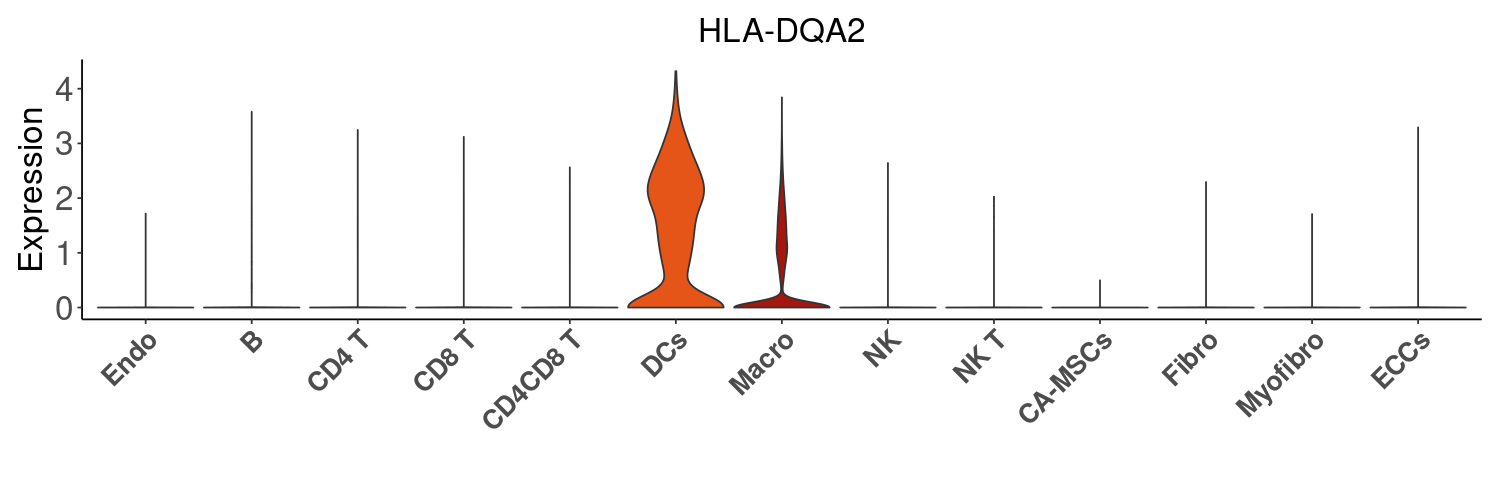 HLA-DQA2
Expression
4
3
2
1
0
Endo
B
CD4 T
CD8 T
CD4CD8 T
DCs
Macro
NK
NK T
CA-MSCs
Fibro
Myofibro
ECCs